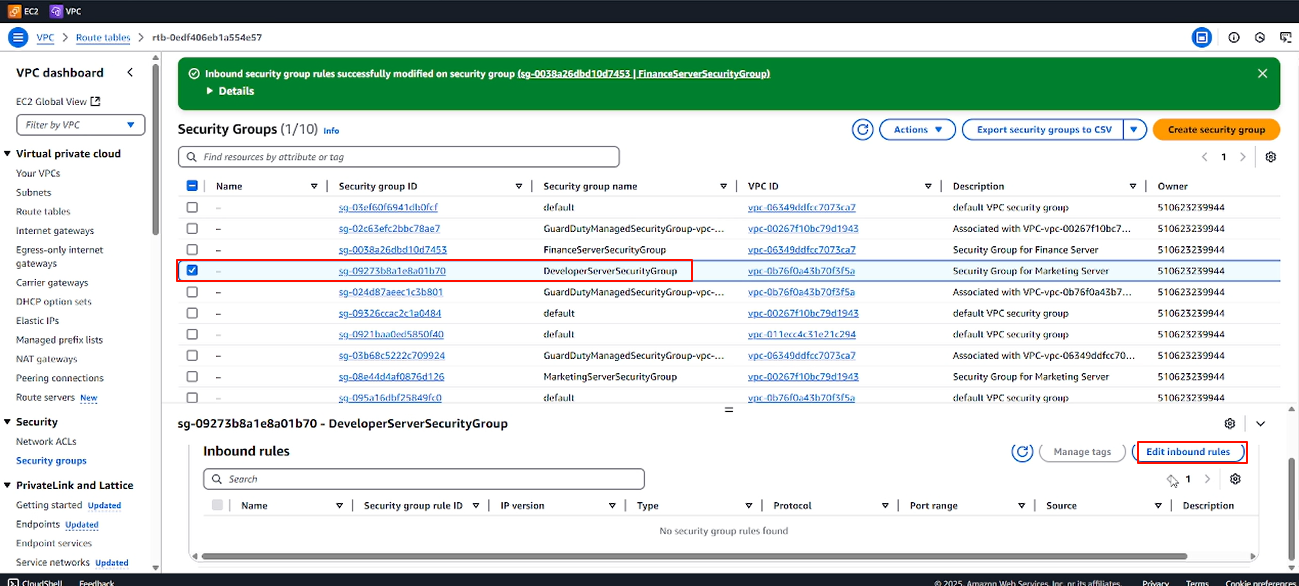 EC2 VPC
VPC > Route tables > rtb-0edf406eb1a554e57
VPC dashboard
EC2 Global View
Filter by VPC
Virtual private cloud
Your VPCs
Subnets
Route tables
Internet gateways
Egress-only internet
gateways
Carrier gateways
DHCP option sets
Elastic IPs
Managed prefix lists
NAT gateways
Peering connections
Route servers New
Security
Network ACLs
Security groups
PrivateLink and Lattice
Getting started Updated
Endpoints Updated
Endpoint services
Service networks Updated
Inbound security group rules successfully modified on security group (sg-0038a26dbd10d7453 | FinanceServerSecurityGroup)
Details
Security Groups (1/10) Info
Actions Export security groups to CSV Create security group
Find resources by attribute or tag
1
Name Security group ID Security group name VPC ID Description Owner
– sg-03ef60f6941db0fcf default vpc-06349ddfcc7073ca7 default VPC security group 510623239944
– sg-02c63efc2bbc78ae7 GuardDutyManagedSecurityGroup-vpc-... vpc-00267f10bc79d1943 Associated with VPC-vpc-00267f10bc7... 510623239944
– sg-0038a26dbd10d7453 FinanceServerSecurityGroup vpc-06349ddfcc7073ca7 Security Group for Finance Server 510623239944
– sg-09273b8a1e8a01b70 DeveloperServerSecurityGroup vpc-0b76f0a43b70f3f5a Security Group for Marketing Server 510623239944
– sg-024d87aeec1c3b801 GuardDutyManagedSecurityGroup-vpc-... vpc-0b76f0a43b70f3f5a Associated with VPC-vpc-0b76f0a43b7... 510623239944
– sg-09326ccac2c1a0484 default vpc-00267f10bc79d1943 default VPC security group 510623239944
– sg-0921baa0ed5850f40 default vpc-011ecc4c31e21c294 default VPC security group 510623239944
– sg-03b68c5222c709924 GuardDutyManagedSecurityGroup-vpc-... vpc-06349ddfcc7073ca7 Associated with VPC-vpc-06349ddfcc70... 510623239944
– sg-08e44d4af0876d126 MarketingServerSecurityGroup vpc-00267f10bc79d1943 Security Group for Marketing Server 510623239944
– sg-095a16dbf25849fc0 default vpc-0b76f0a43b70f3f5a default VPC security group 510623239944
sg-09273b8a1e8a01b70 - DeveloperServerSecurityGroup
Inbound rules
Manage tags Edit inbound rules
Search
1
Name Security group rule ID IP version Type Protocol Port range Source Description
No security group rules found
CloudShell Feedback © 2025, Amazon Web Services, Inc. or its affiliates. Privacy Terms Cookie preferences